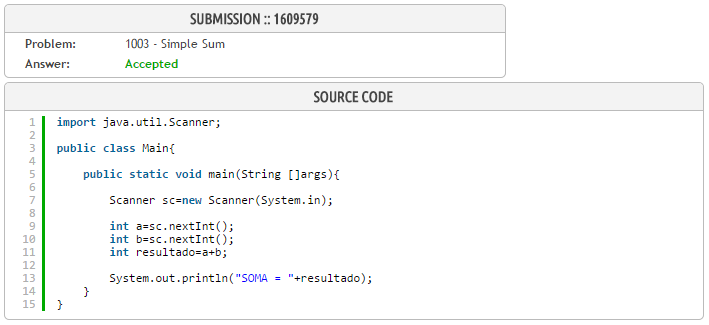 SUBMISSION :: 1609579
Problem: 1003 - Simple Sum
Answer: Accepted
SOURCE CODE
1 import java.util.Scanner;
2
3 public class Main{
4
5     public static void main(String []args){
6
7         Scanner sc=new Scanner(System.in);
8
9         int a=sc.nextInt();
10         int b=sc.nextInt();
11         int resultado=a+b;
12
13         System.out.println("SOMA = "+resultado);
14     }
15 }